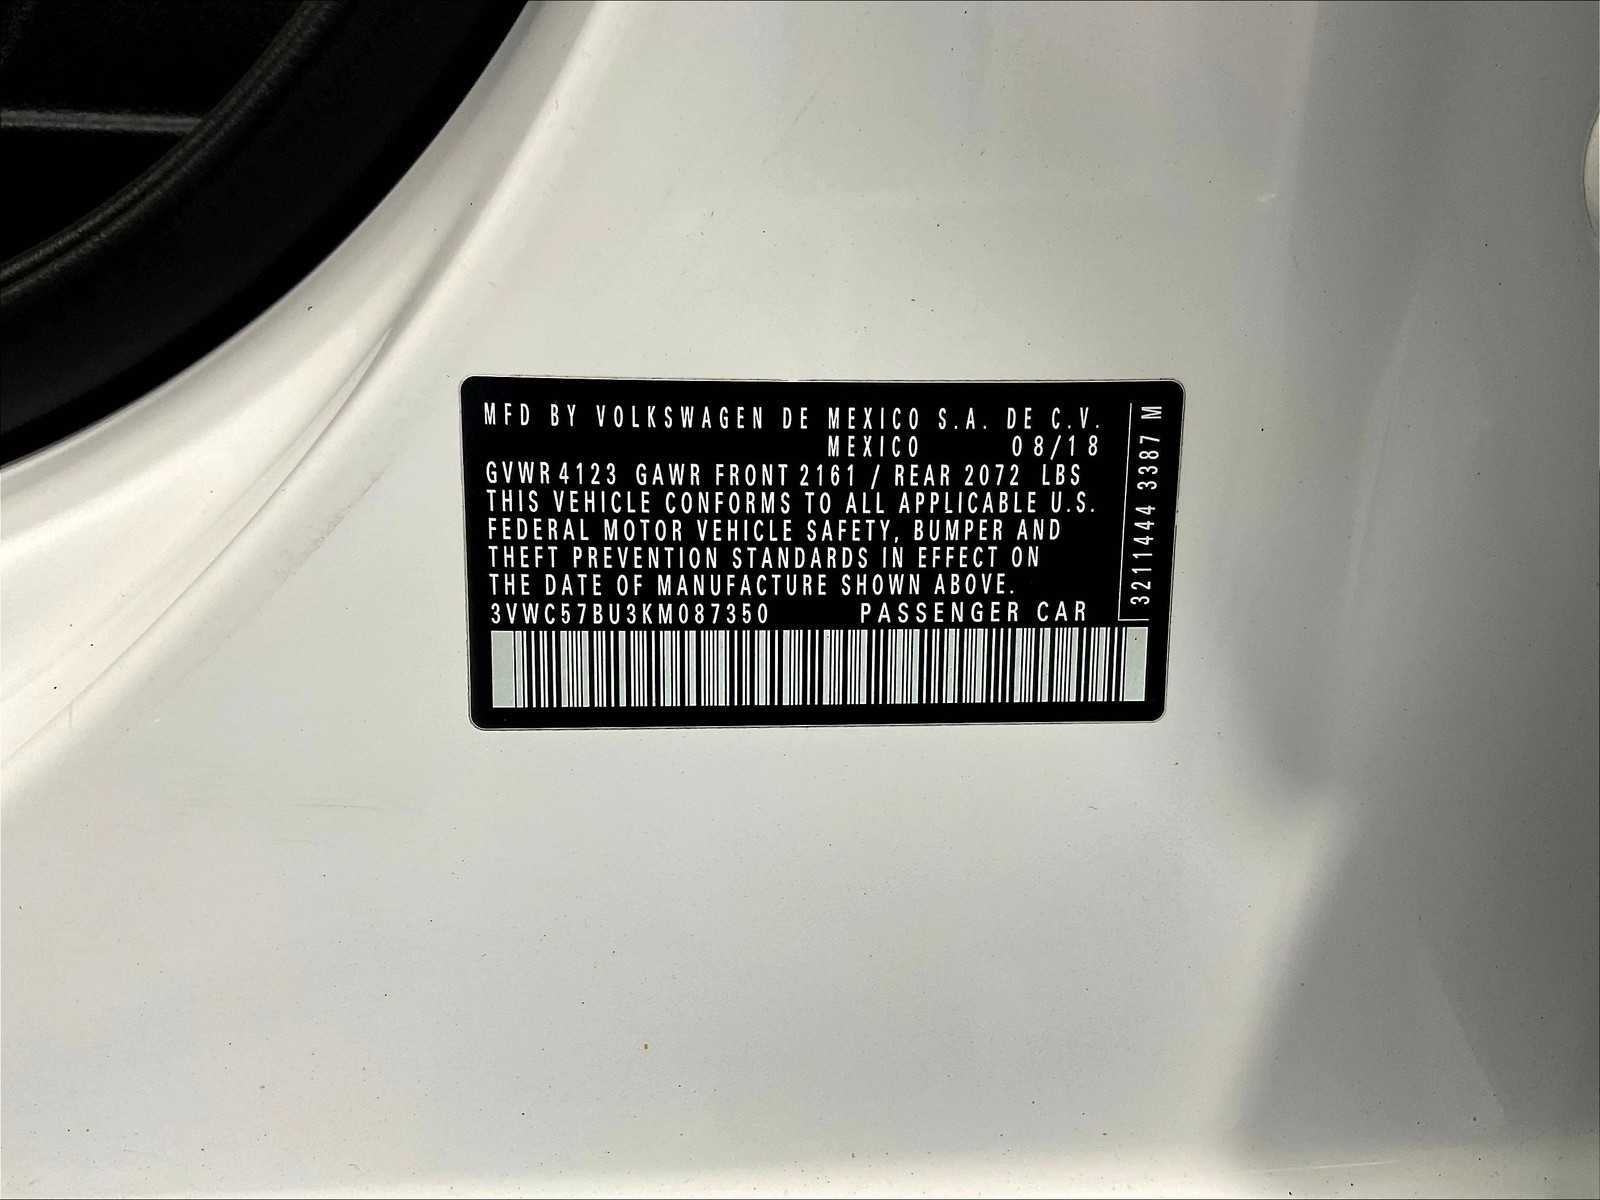 MFD BY VOLKSWAGEN DE MEXICO S.A. DE C.V.
MEXICO 08/18
GVWR 4123 GAWR FRONT 2161 / REAR 2072 LBS
THIS VEHICLE CONFORMS TO ALL APPLICABLE U.S.
FEDERAL MOTOR VEHICLE SAFETY, BUMPER AND
THEFT PREVENTION STANDARDS IN EFFECT ON
THE DATE OF MANUFACTURE SHOWN ABOVE.
3VWC57BU3KM087350 PASSENGER CAR
3211444 3387 M